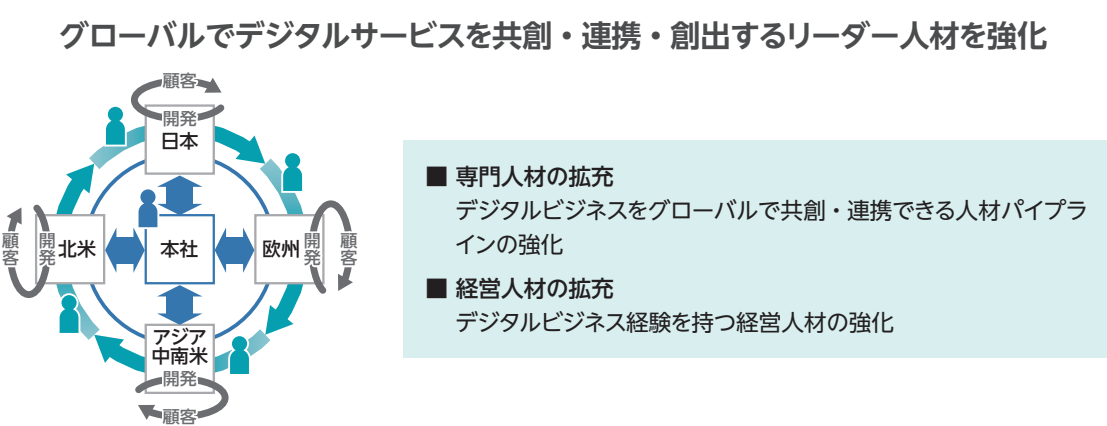 グローバルでデジタルサービスを共創・連携・創出するリーダー人材を強化
顧客
開発
日本
顧客
開発
北米
本社
欧州
開発
顧客
アジア
中南米
開発
顧客
■ 専門人材の拡充
デジタルビジネスをグローバルで共創・連携できる人材パイプラ
インの強化
■ 経営人材の拡充
デジタルビジネス経験を持つ経営人材の強化